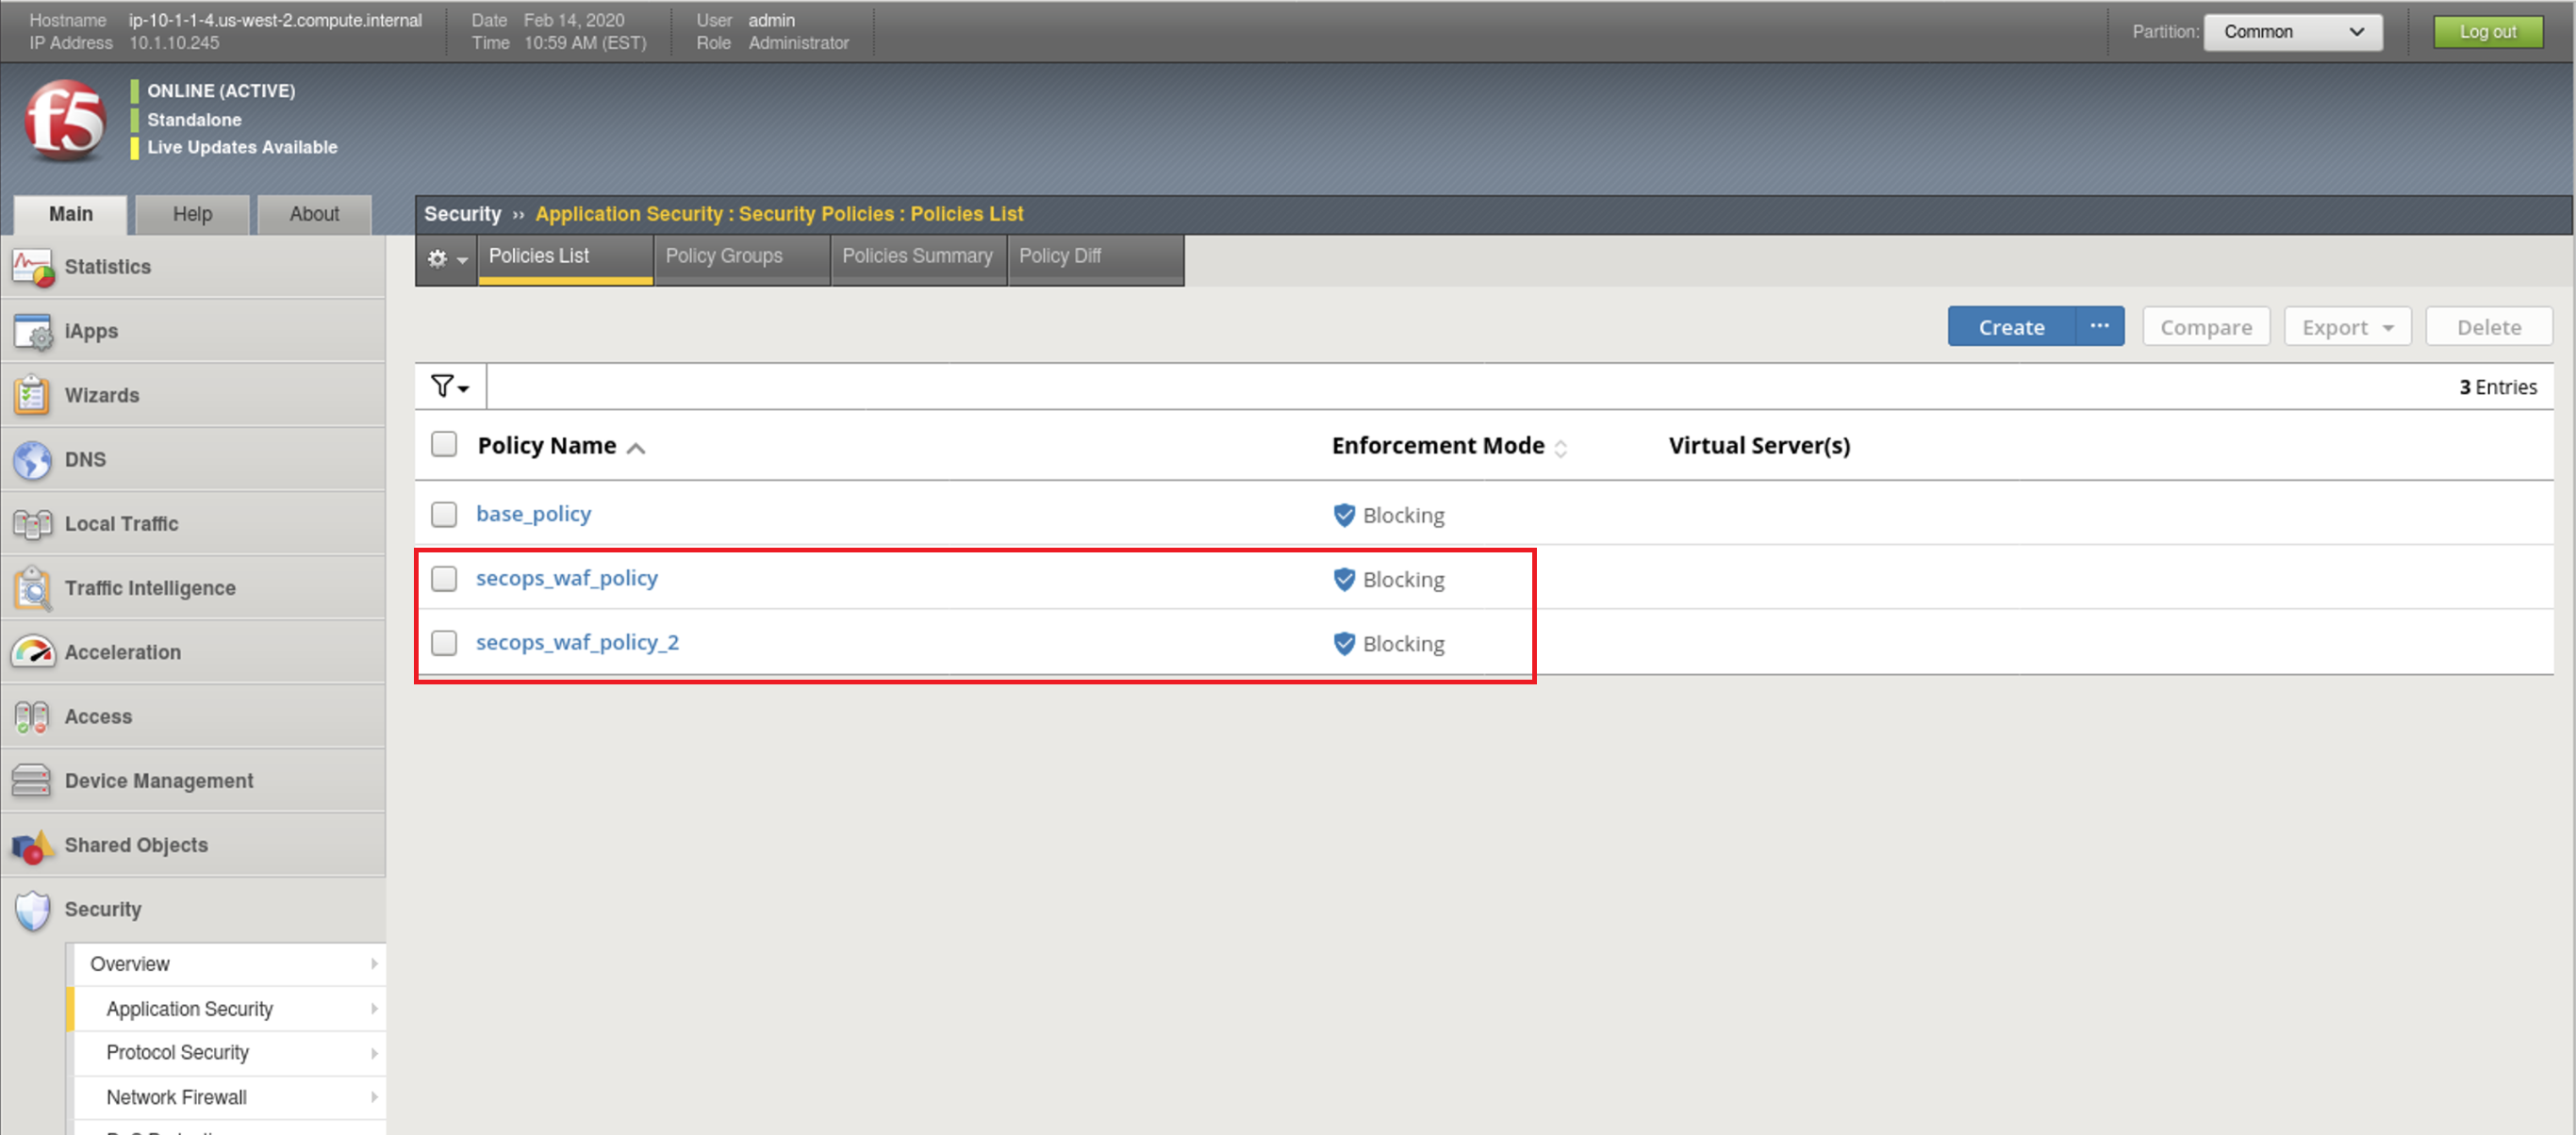 Hostname ip-10-1-1-4.us-west-2.compute.internal Date Feb 14, 2020 User admin
IP Address 10.1.10.245 Time 10:59 AM (EST) Role Administrator
Partition: Common Log out
f5
ONLINE (ACTIVE)
Standalone
Live Updates Available
Main Help About
Security ›› Application Security : Security Policies : Policies List
Policies List Policy Groups Policies Summary Policy Diff
Create ... Compare Export Delete
3 Entries
Policy Name Enforcement Mode Virtual Server(s)
base_policy Blocking
secops_waf_policy Blocking
secops_waf_policy_2 Blocking
Statistics
iApps
Wizards
DNS
Local Traffic
Traffic Intelligence
Acceleration
Access
Device Management
Shared Objects
Security
Overview
Application Security
Protocol Security
Network Firewall